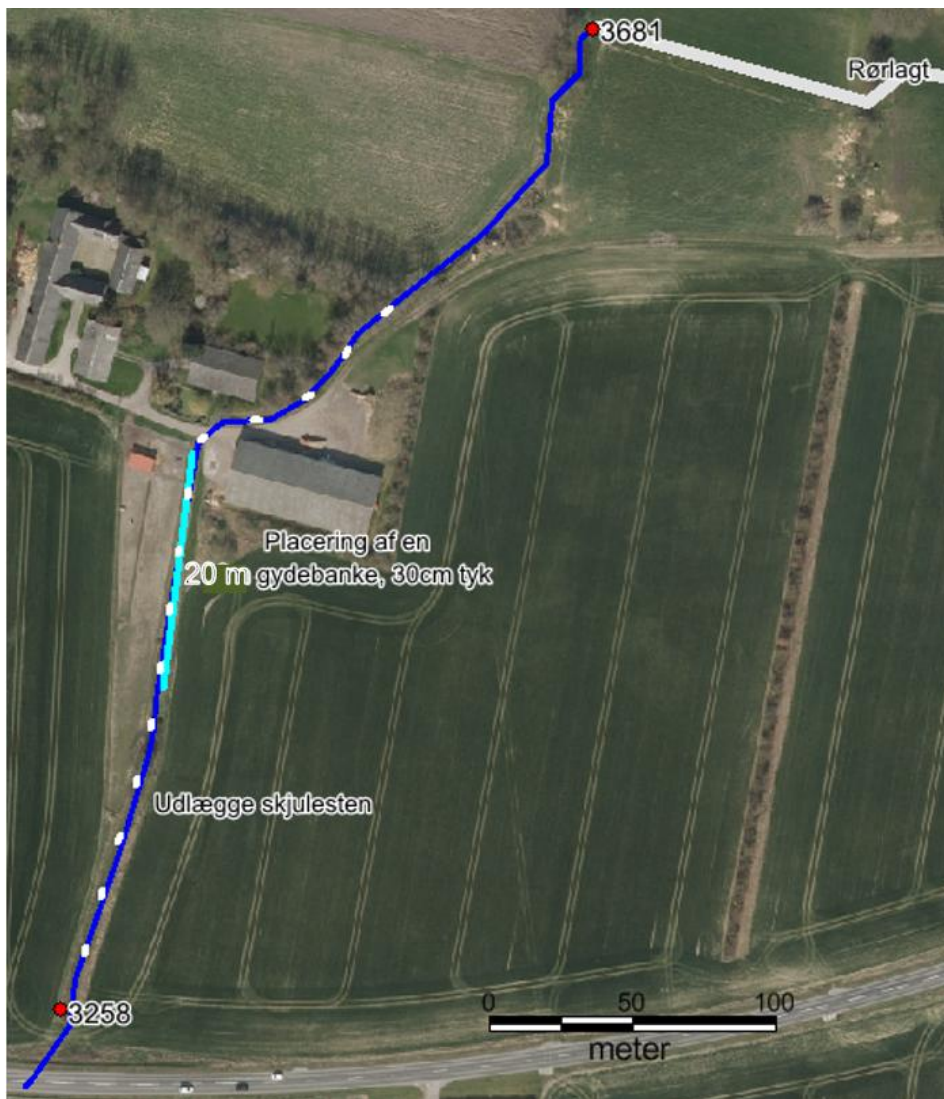 3681
Rørlagt
Placering af en
20 m gydebanke, 30cm tyk
Udlægge skjulesten
3258
0 50 100
meter